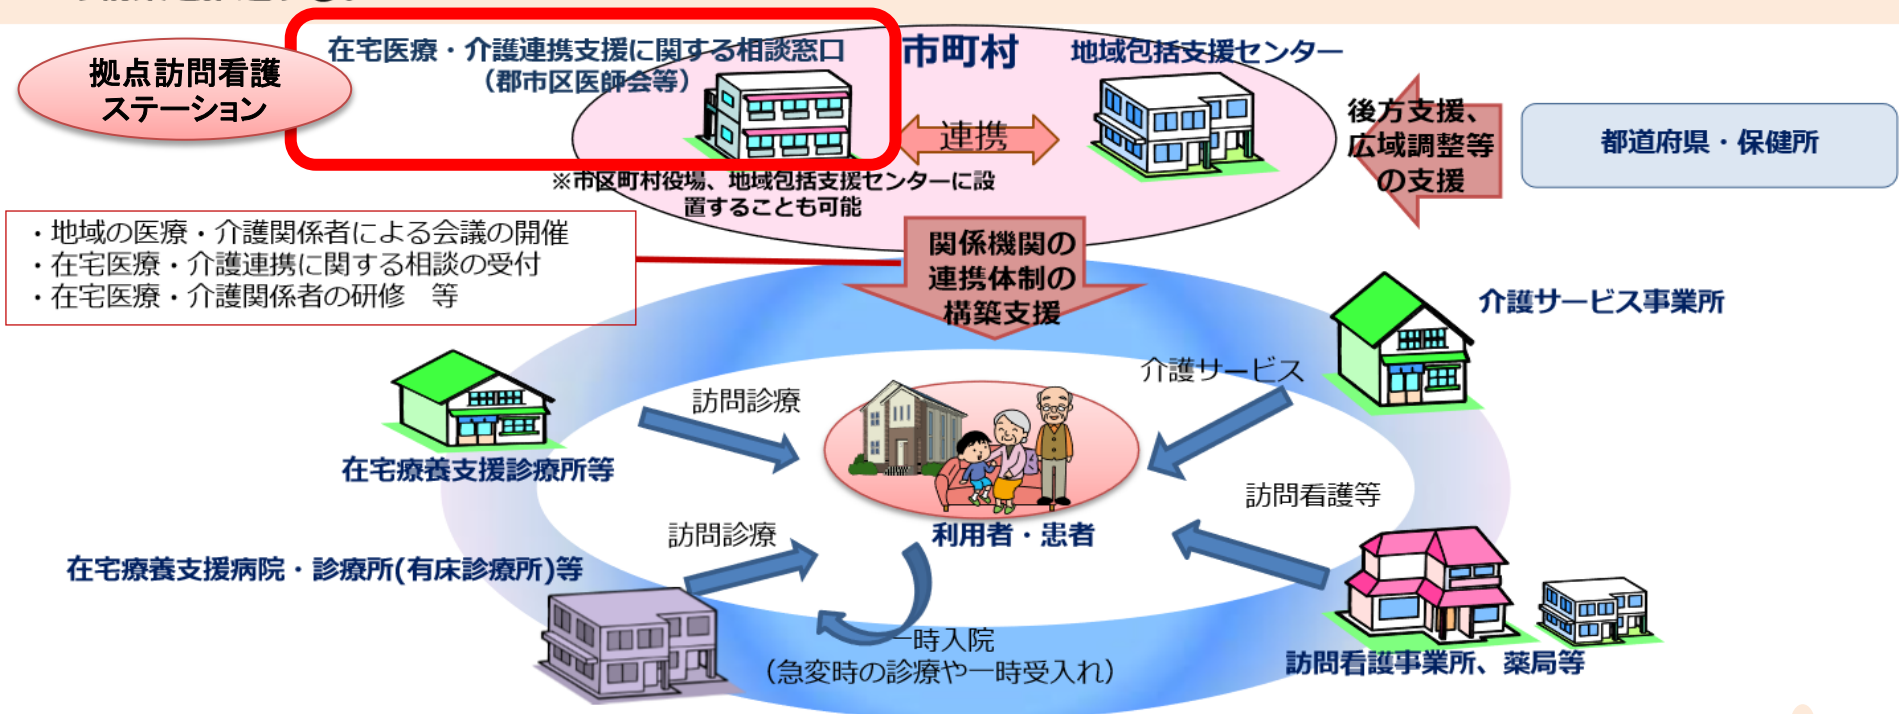 拠点訪問看護
ステーション
在宅医療・介護連携支援に関する相談窓口
（郡市区医師会等）
市町村
地域包括支援センター
連携
後方支援、
広域調整等
の支援
都道府県・保健所
※市区町村役場、地域包括支援センターに設
置することも可能
・地域の医療・介護関係者による会議の開催
・在宅医療・介護連携に関する相談の受付
・在宅医療・介護関係者の研修　等
関係機関の
連携体制の
構築支援
介護サービス事業所
介護サービス
訪問診療
在宅療養支援診療所等
訪問看護等
利用者・患者
訪問診療
在宅療養支援病院・診療所(有床診療所)等
一時入院
（急変時の診療や一時受入れ）
訪問看護事業所、薬局等